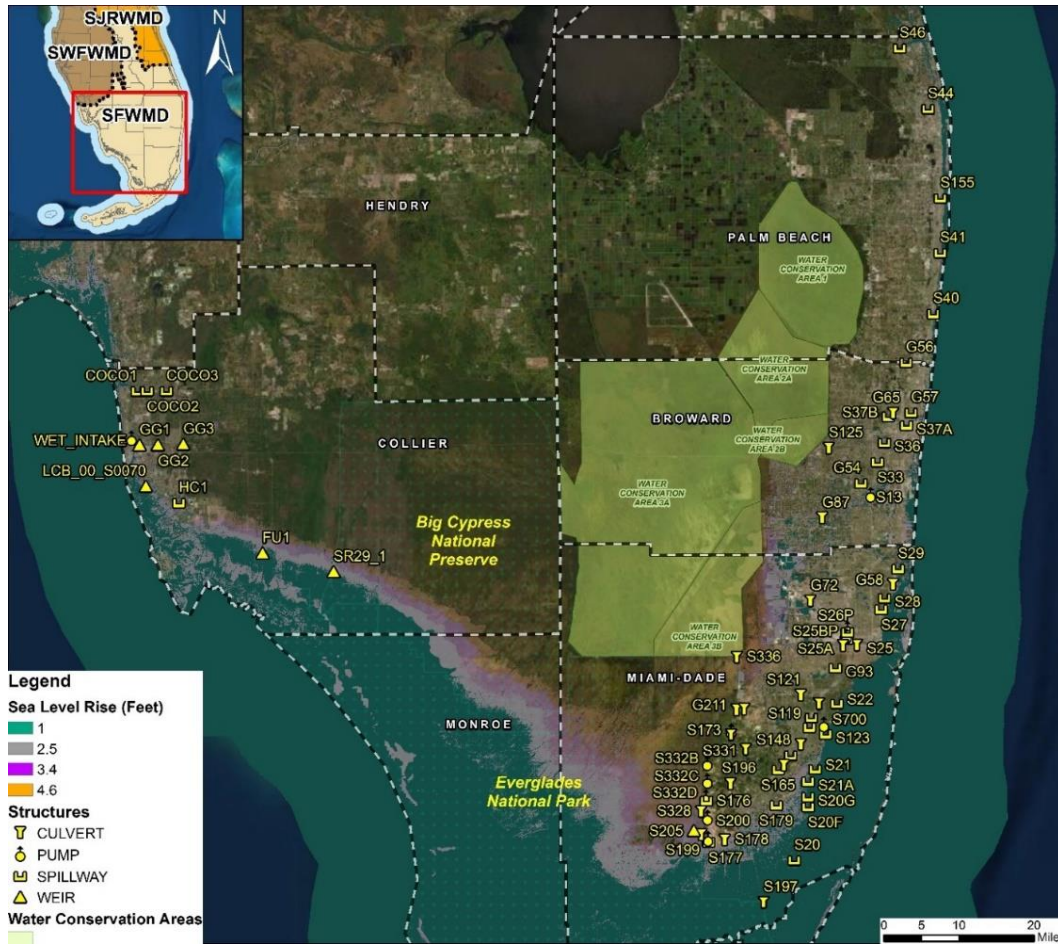 SJRWMD
SWFWMD
SFWMD
N
S46
S44
S155
HENDRY
PALM BEACH
S41
WATER
CONSERVATION
AREA 1
S40
G56
COCO1
COCO3
COCO2
WATER
CONSERVATION
AREA 2A
G65
G57
S37B
S37A
BROWARD
WET_INTAKE
GG1
GG3
GG2
COLLIER
WATER
CONSERVATION
AREA 2B
S125
S36
LCB_00_S0070
HC1
G54
S33
S13
WATER
CONSERVATION
AREA 3A
G87
Big Cypress
National
Preserve
FU1
SR29_1
S29
G72
G58
S28
S26P
S27
S25BP
S25A
S25
WATER
CONSERVATION
AREA 3B
S336
G93
MIAMI-DADE
S121
S22
G211
S119
S700
MONROE
S173
S148
S123
S331
S332B
S196
S21
S332C
S165
S21A
Everglades
National Park
S332D
S176
S20G
S328
S179
S20F
S200
S205
S178
S199
S177
S20
S197
Legend
Sea Level Rise (Feet)
1
2.5
3.4
4.6
Structures
CULVERT
PUMP
SPILLWAY
WEIR
Water Conservation Areas
0 5 10 20
Mile